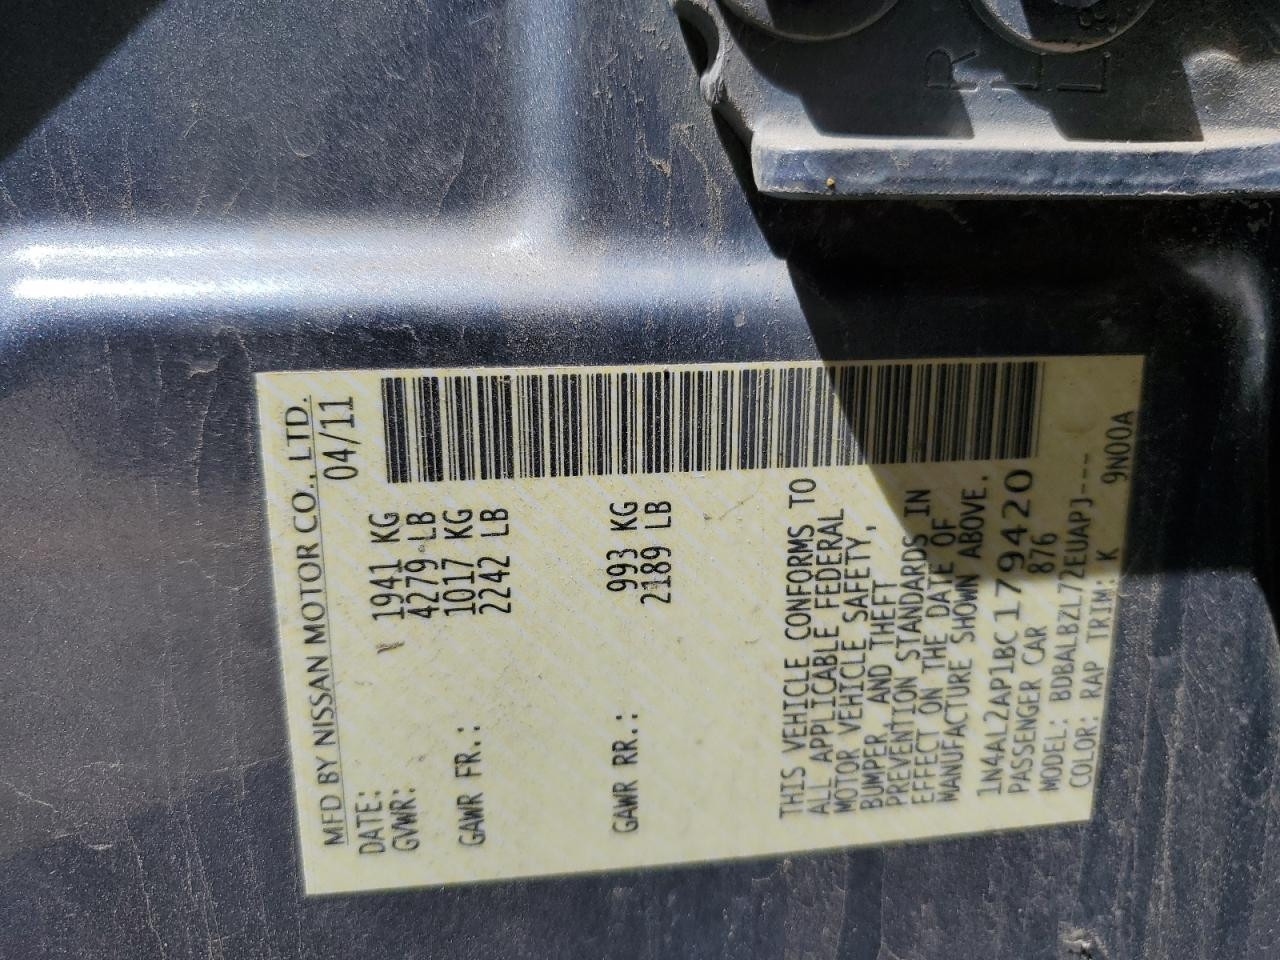 MFD BY NISSAN MOTOR CO., LTD.
DATE: 04/11
GVWR: 1941 KG
4279 LB
GAWR FR.: 1017 KG
2242 LB
GAWR RR.: 993 KG
2189 LB
THIS VEHICLE CONFORMS TO
ALL APPLICABLE FEDERAL
MOTOR VEHICLE SAFETY,
BUMPER, AND THEFT
PREVENTION STANDARDS IN
EFFECT ON THE DATE OF
MANUFACTURE SHOWN ABOVE.
1N4AL2AP1BC179420
PASSENGER CAR 876
MODEL: BDBALBZL72EUAPJ---
COLOR: RAP TRIM: K 9N00A